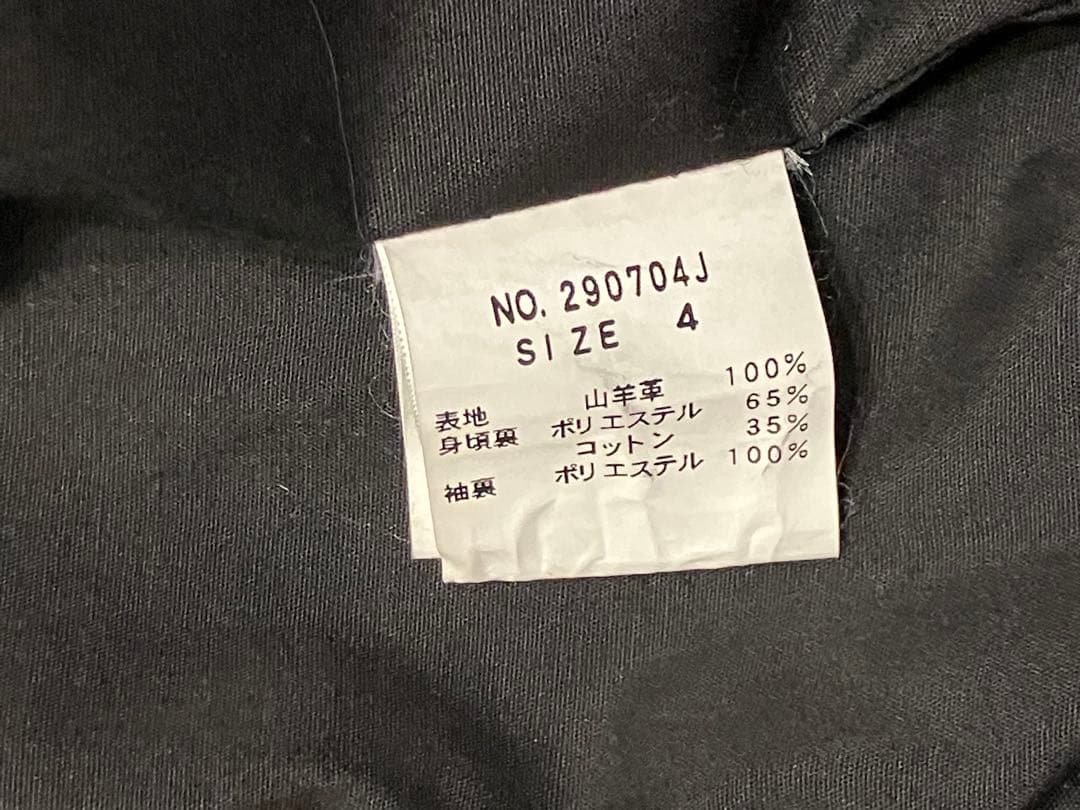 NO. 290704J
SIZE 4
表地 山羊革 100%
身頃裏 ポリエステル 65%
コットン 35%
袖裏 ポリエステル 100%